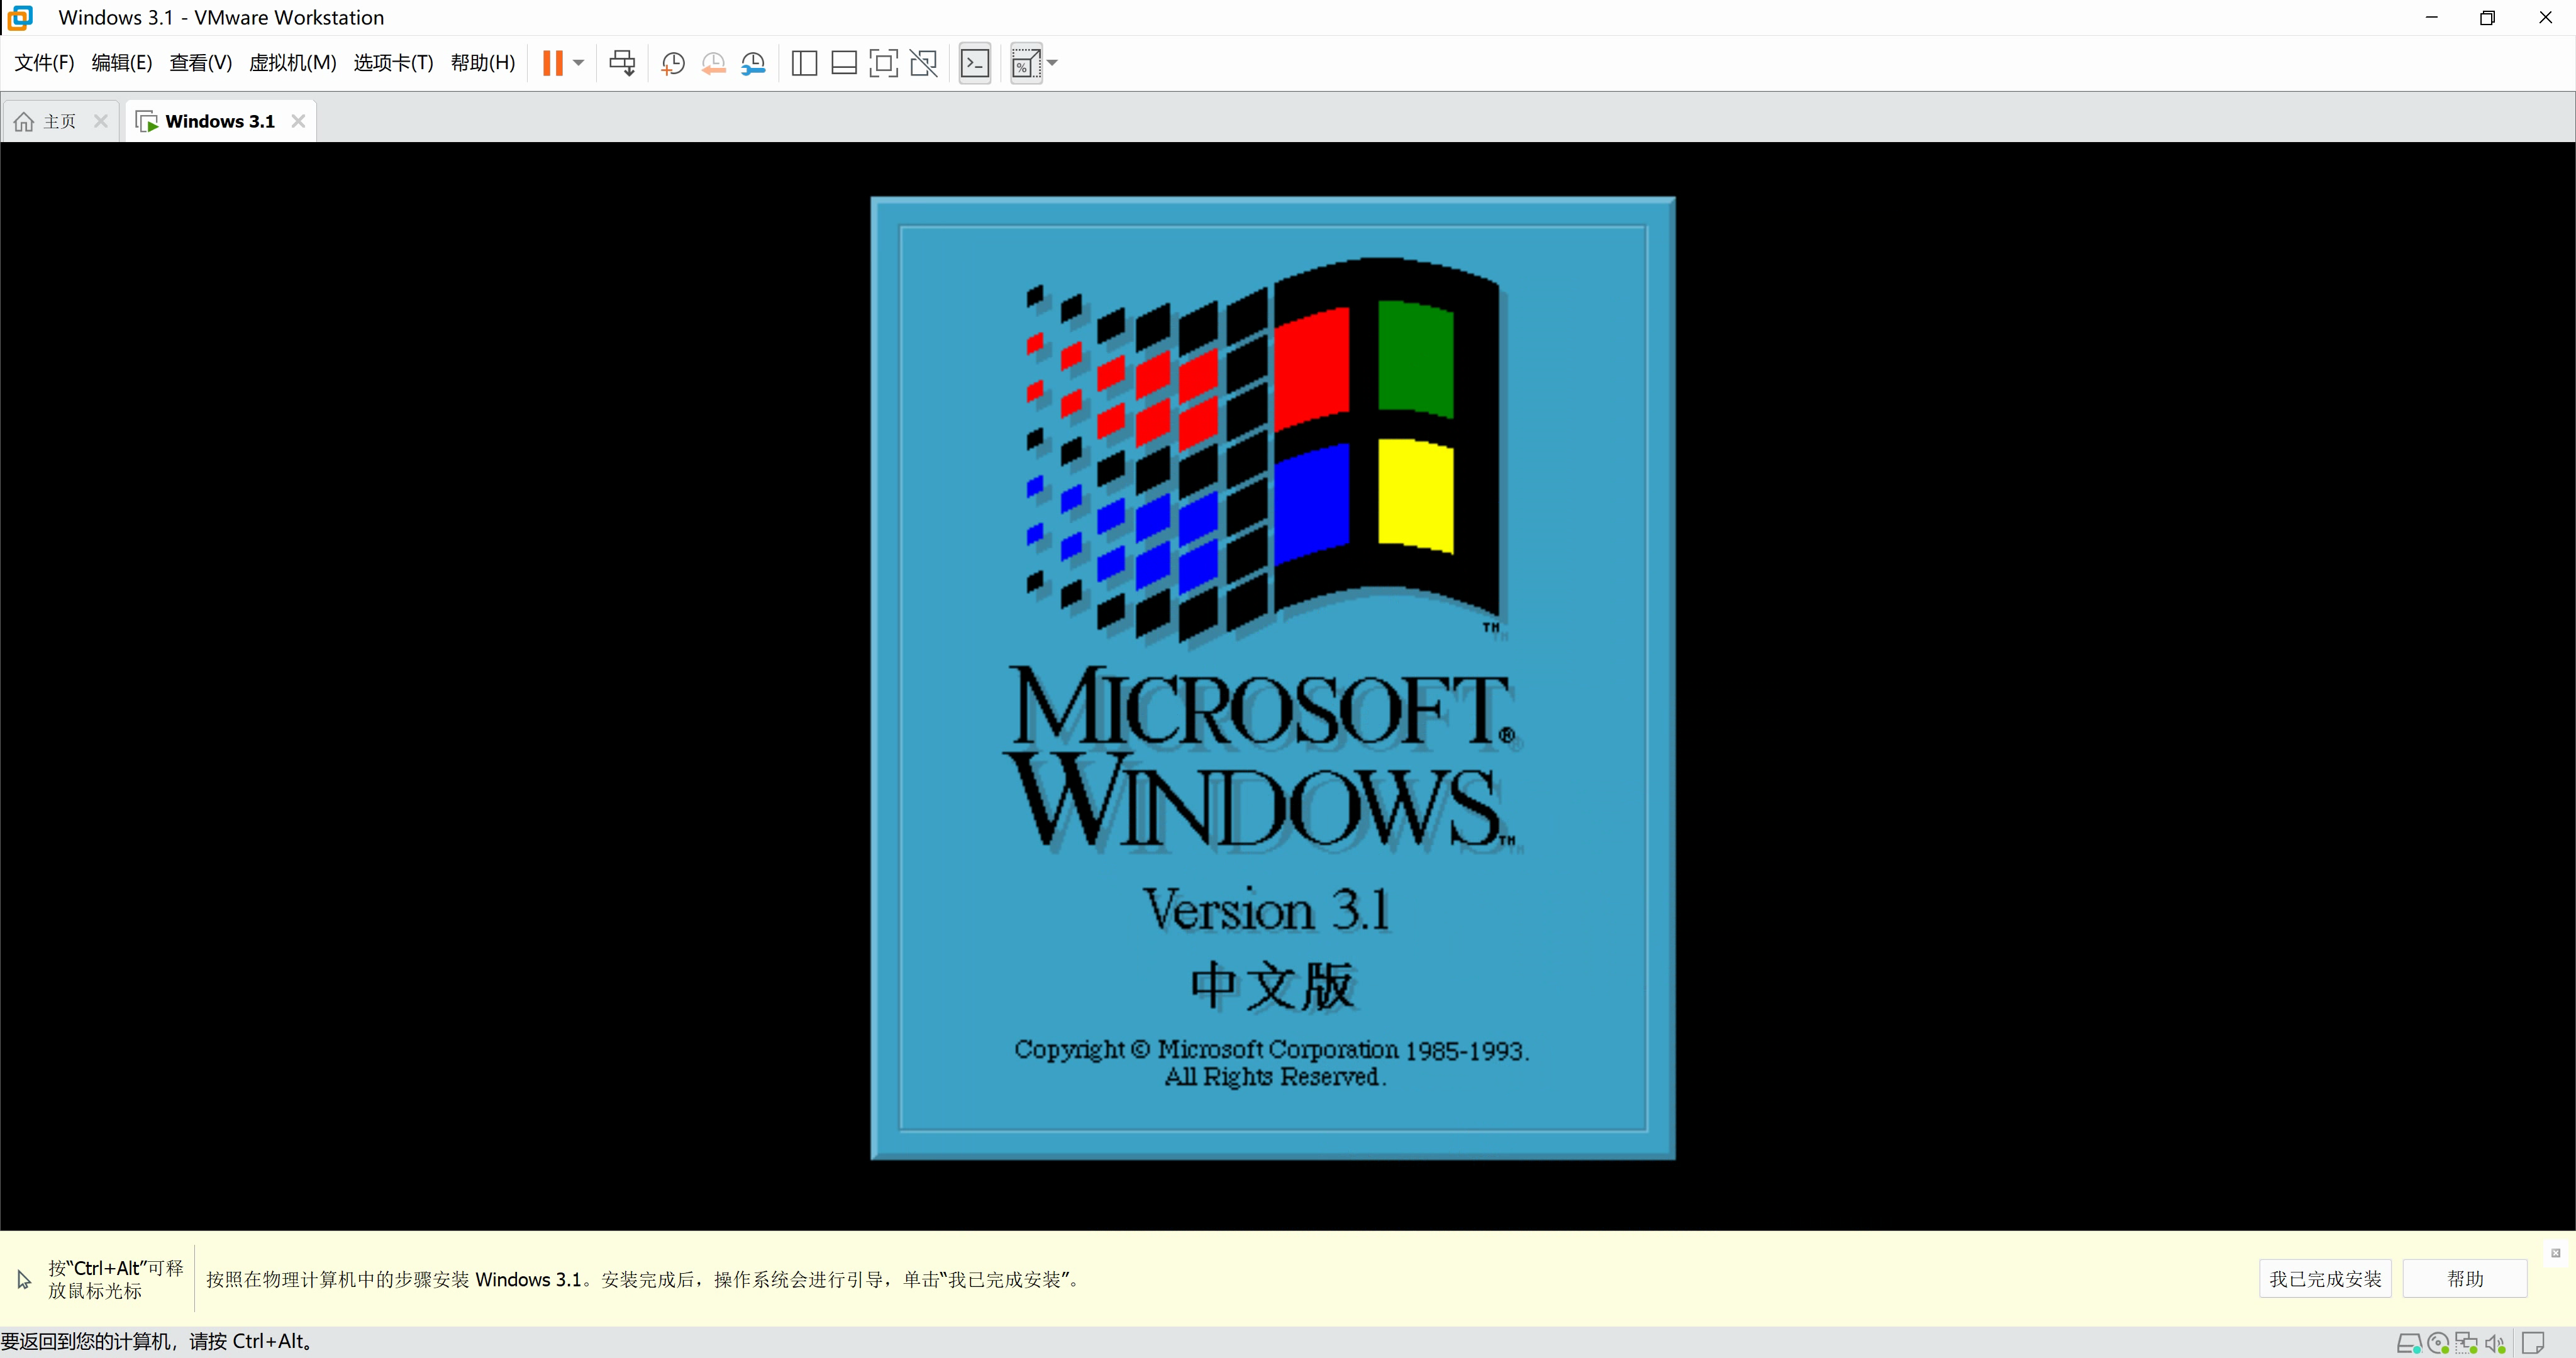 Windows 3.1 - VMware Workstation
文件(F) 编辑(E) 查看(V) 虚拟机(M) 选项卡(T) 帮助(H)
主页
Windows 3.1
TM
MICROSOFT®
WINDOWS™
Version 3.1
中文版
Copyright © Microsoft Corporation 1985-1993.
All Rights Reserved.
按“Ctrl+Alt”可释
放鼠标光标
按照在物理计算机中的步骤安装 Windows 3.1。安装完成后，操作系统会进行引导，单击“我已完成安装”。
我已完成安装
帮助
要返回到您的计算机，请按 Ctrl+Alt。